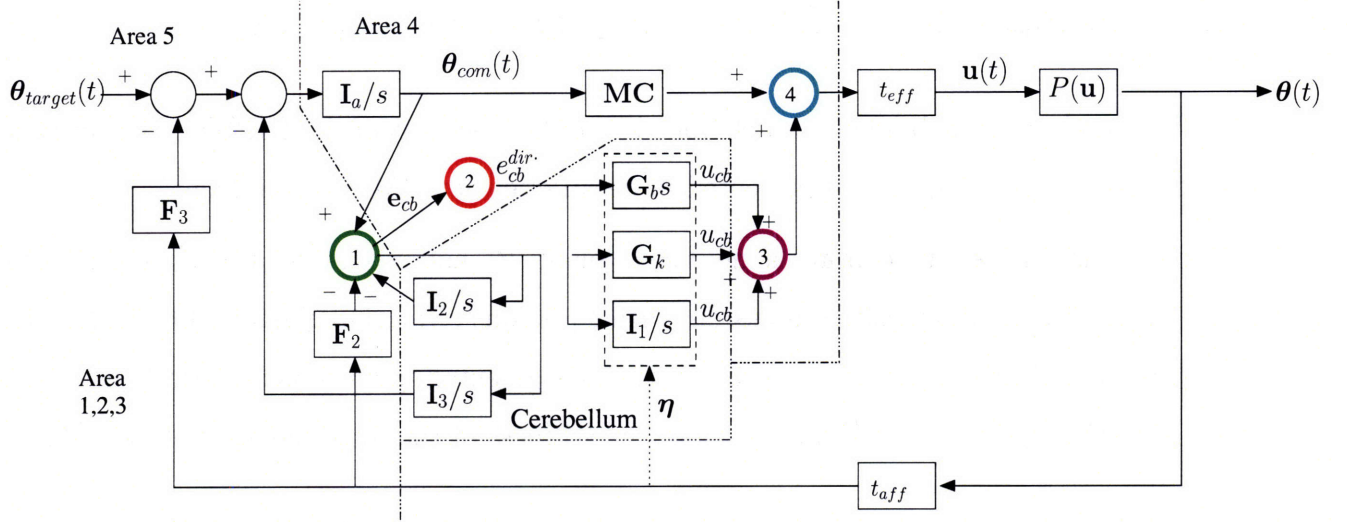 Area 5
Area 4
θ_target(t)
+
+
−
−
I_a/s
θ_com(t)
MC
+
4
+
t_eff
u(t)
P(u)
θ(t)
F_3
+
1
e_cb
2
e_cb^dir.
G_b s
u_cb
G_k
u_cb
I_1/s
u_cb
+
+
+
3
−
−
I_2/s
F_2
I_3/s
Area
1,2,3
Cerebellum
η
t_aff